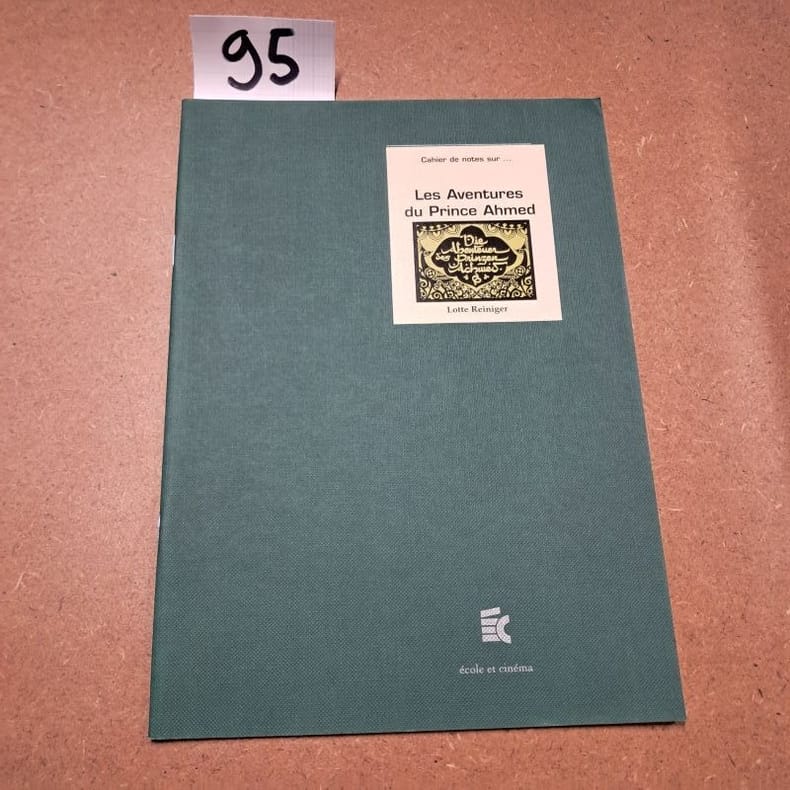 95
Cahier de notes sur ...
Les Aventures
du Prince Ahmed
Die
Abenteuer
des Prinzen
Achmed.
Lotte Reiniger
éc
école et cinéma